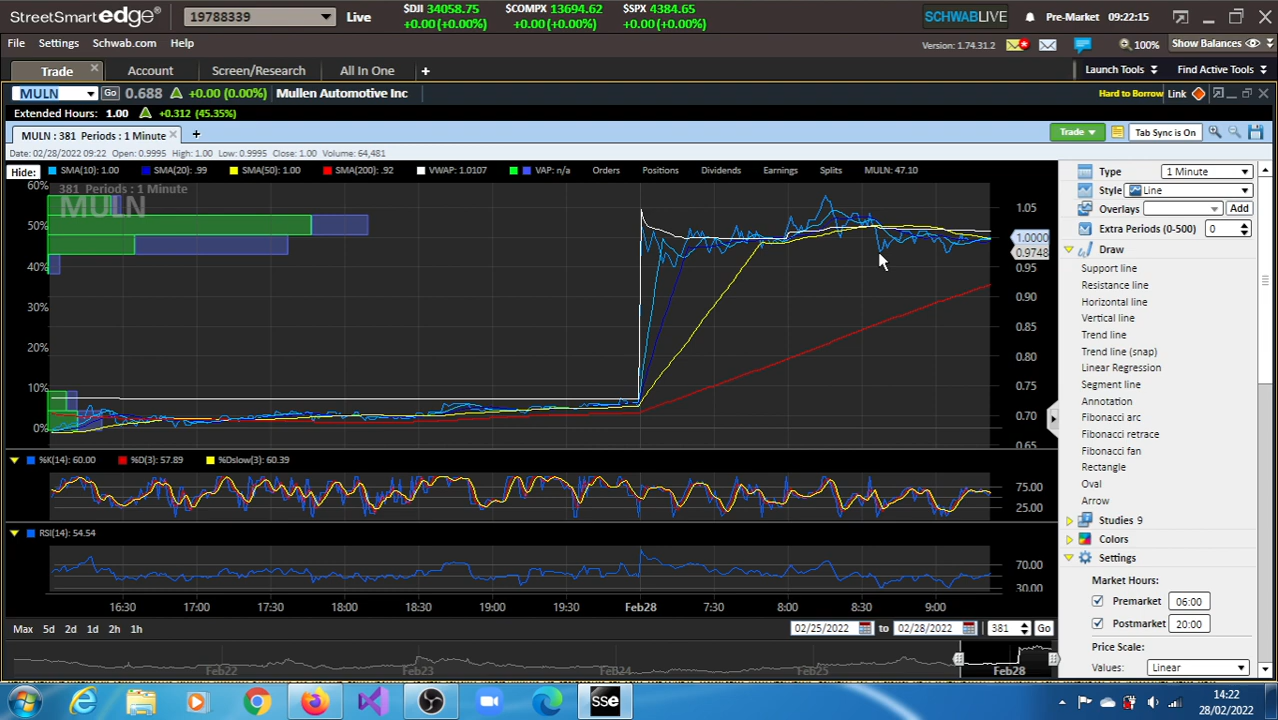 StreetSmart edge® 19788339 Live $DJI 34058.75 +0.00 (+0.00%) $COMPX 13694.62 +0.00 (+0.00%) $SPX 4384.65 +0.00 (+0.00%) SCHWABLIVE Pre-Market 09:22:15
File Settings Schwab.com Help Version: 1.74.31.2 100% Show Balances
Trade Account Screen/Research All In One + Launch Tools Find Active Tools
MULN Go 0.688 +0.00 (0.00%) Mullen Automotive Inc Hard to Borrow Link
Extended Hours: 1.00 +0.312 (45.35%)
MULN : 381 Periods : 1 Minute + Trade Tab Sync is On
Date: 02/28/2022 09:22 Open: 0.9995 High: 1.00 Low: 0.9995 Close: 1.00 Volume: 64,481
Hide: SMA(10): 1.00 SMA(20): .99 SMA(50): 1.00 SMA(200): .92 VWAP: 1.0107 VAP: n/a Orders Positions Dividends Earnings Splits MULN: 47.10
381 Periods : 1 Minute
MULN
60%
50%
40%
30%
20%
10%
0%
1.05
1.0000
0.9748
0.95
0.90
0.85
0.80
0.75
0.70
0.65
%K(14): 60.00 %D(3): 57.89 %Dslow(3): 60.39
75.00
25.00
RSI(14): 54.54
70.00
30.00
16:30 17:00 17:30 18:00 18:30 19:00 19:30 Feb28 7:30 8:00 8:30 9:00
Max 5d 2d 1d 2h 1h 02/25/2022 to 02/28/2022 381 Go
Feb22 Feb23 Feb24 Feb25 Feb28
Type 1 Minute
Style Line
Overlays Add
Extra Periods (0-500) 0
Draw
Support line
Resistance line
Horizontal line
Vertical line
Trend line
Trend line (snap)
Linear Regression
Segment line
Annotation
Fibonacci arc
Fibonacci retrace
Fibonacci fan
Rectangle
Oval
Arrow
Studies 9
Colors
Settings
Market Hours:
Premarket 06:00
Postmarket 20:00
Price Scale:
Values: Linear
sse
14:22
28/02/2022